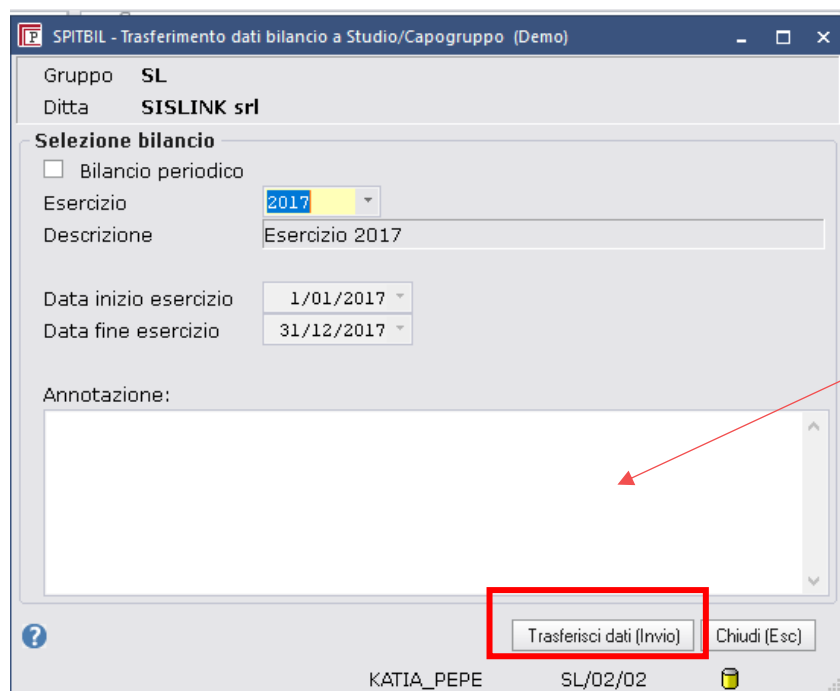 SPITBIL - Trasferimento dati bilancio a Studio/Capogruppo (Demo)
Gruppo SL
Ditta SISLINK srl
Selezione bilancio
Bilancio periodico
Esercizio 2017
Descrizione Esercizio 2017
Data inizio esercizio 1/01/2017
Data fine esercizio 31/12/2017
Annotazione:
Trasferisci dati (Invio) Chiudi (Esc)
KATIA_PEPE SL/02/02